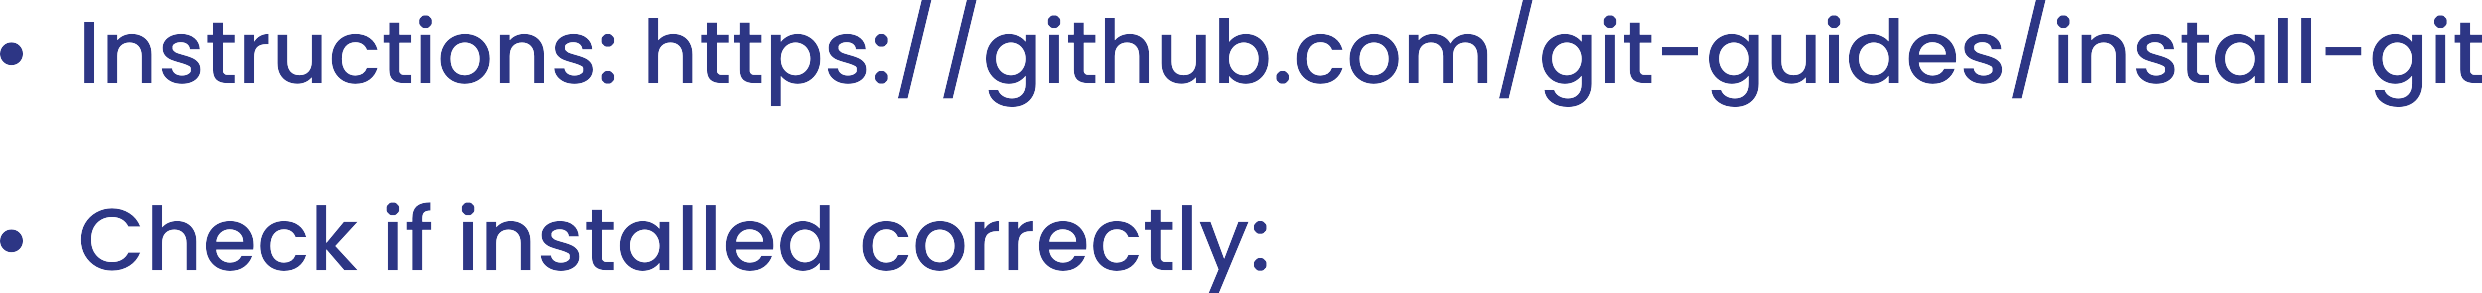 • Instructions: https://github.com/git-guides/install-git
• Check if installed correctly: